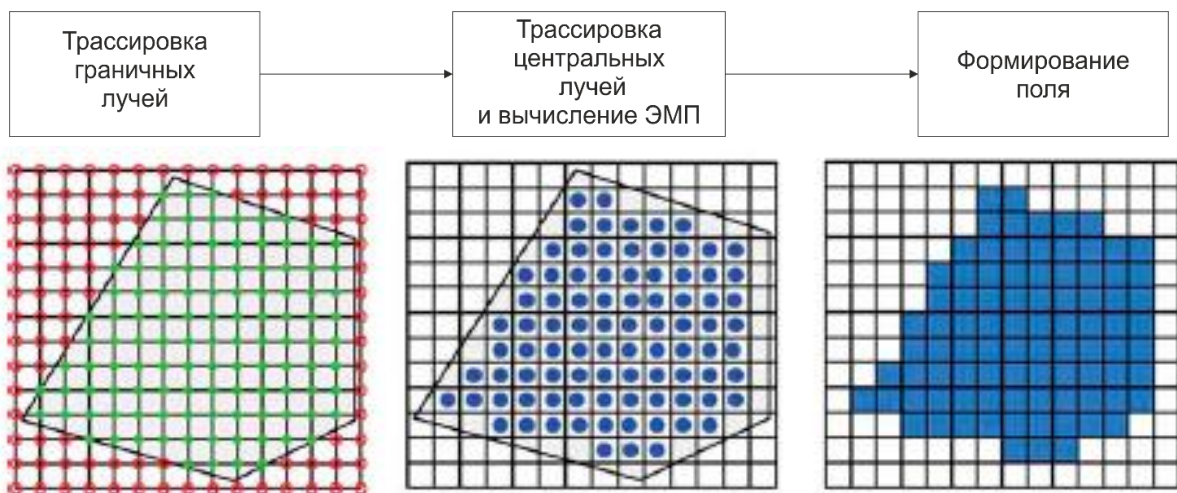 Трассировка
граничных
лучей
Трассировка
центральных
лучей
и вычисление ЭМП
Формирование
поля